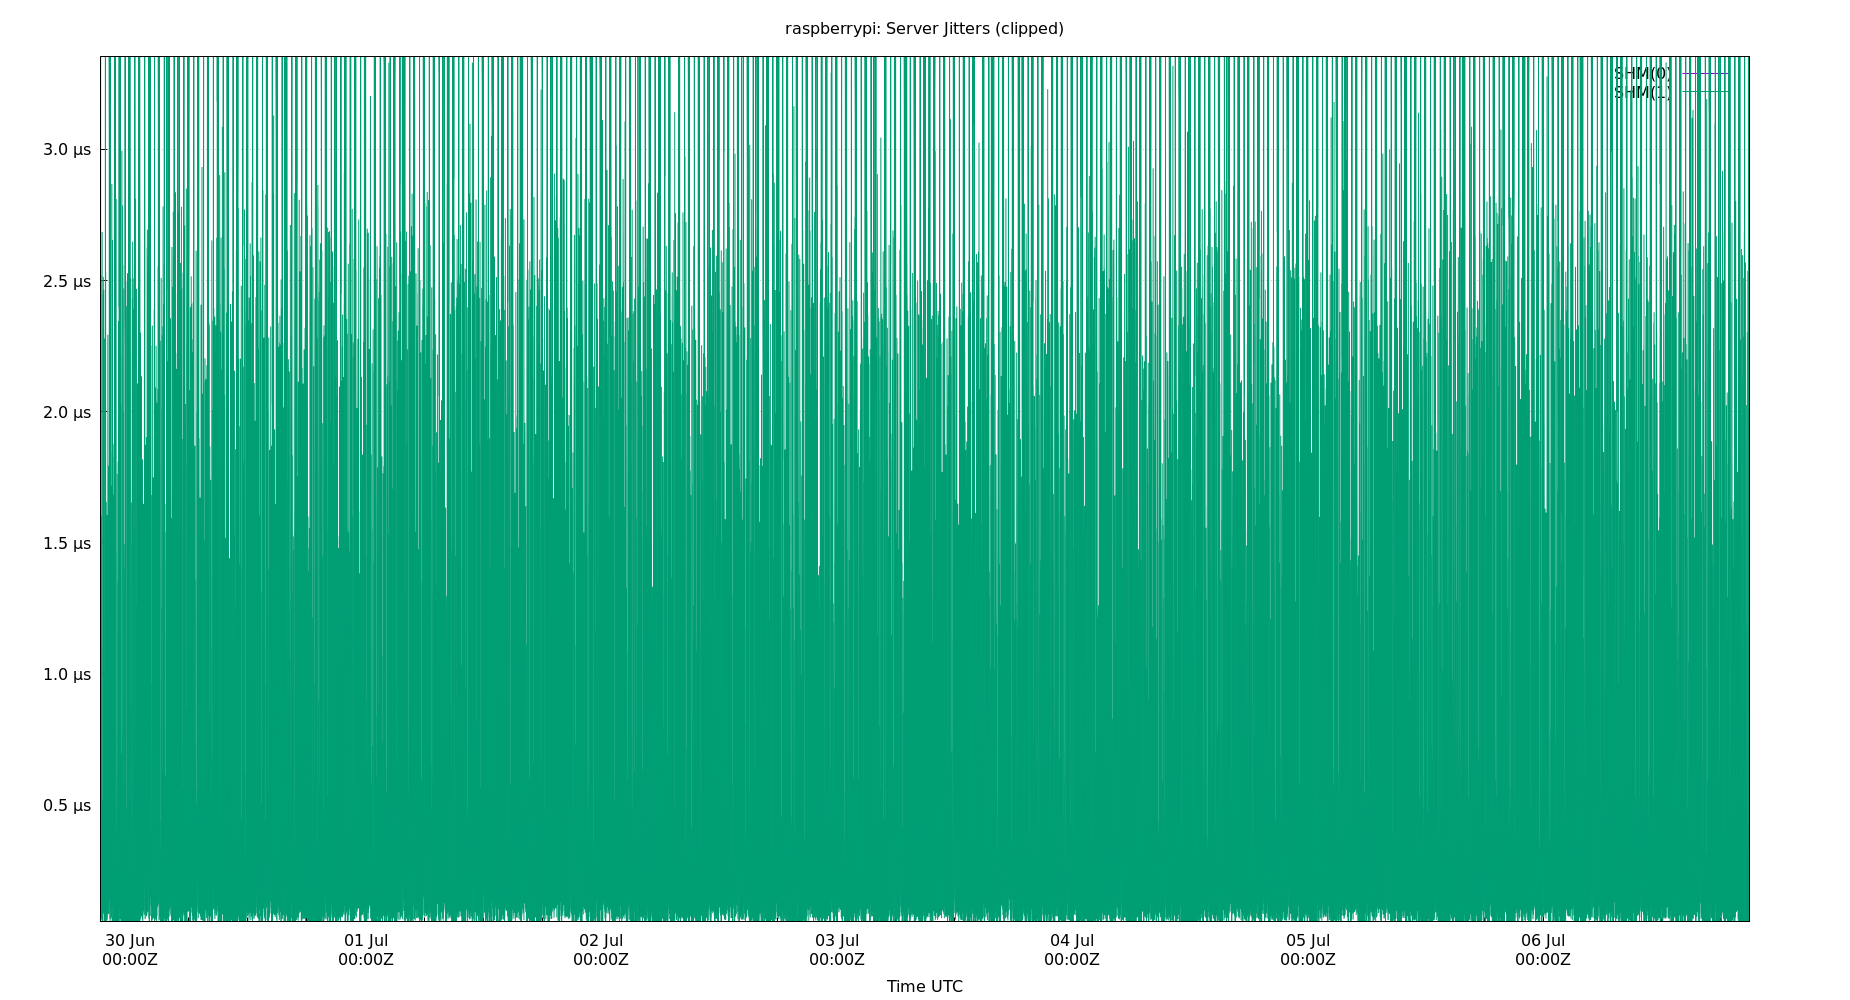 raspberrypi: Server Jitters (clipped)
SHM(0)
SHM(1)
3.0 µs
2.5 µs
2.0 µs
1.5 µs
1.0 µs
0.5 µs
30 Jun 01 Jul 02 Jul 03 Jul 04 Jul 05 Jul 06 Jul
00:00Z 00:00Z 00:00Z 00:00Z 00:00Z 00:00Z 00:00Z
Time UTC